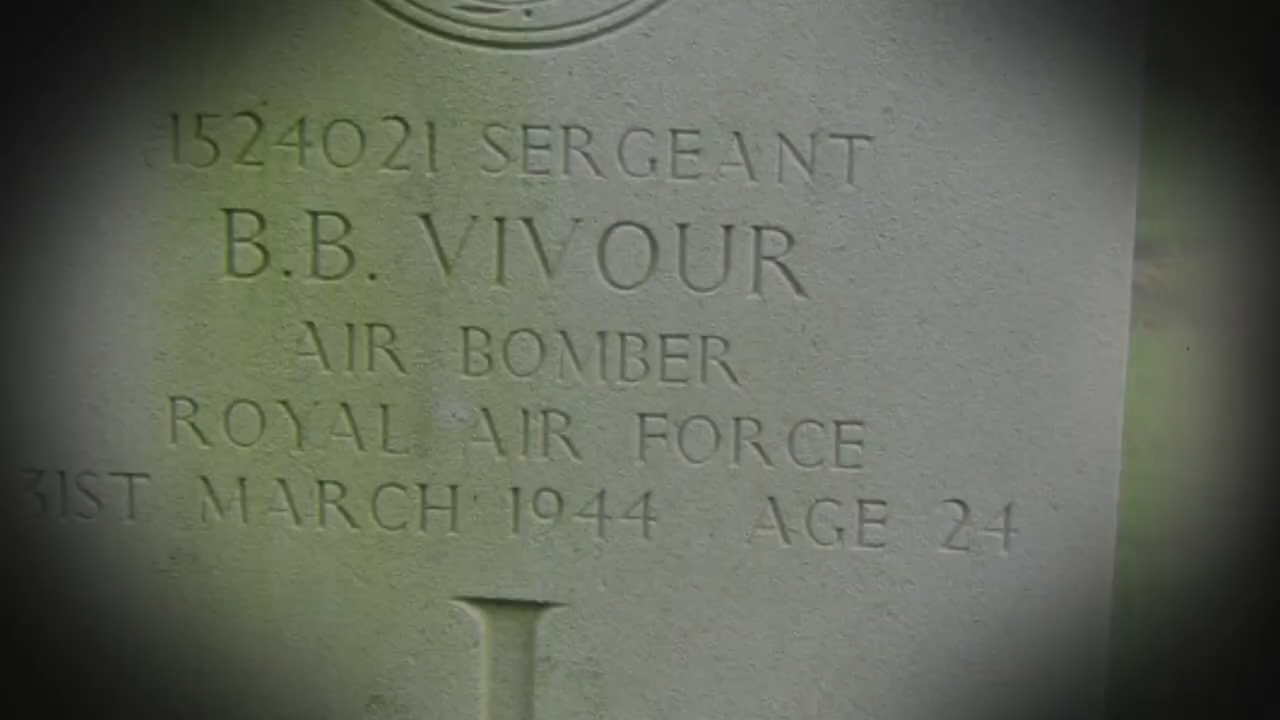 1524021 SERGEANT
B.B. VIVOUR
AIR BOMBER
ROYAL AIR FORCE
31ST MARCH 1944 AGE 24